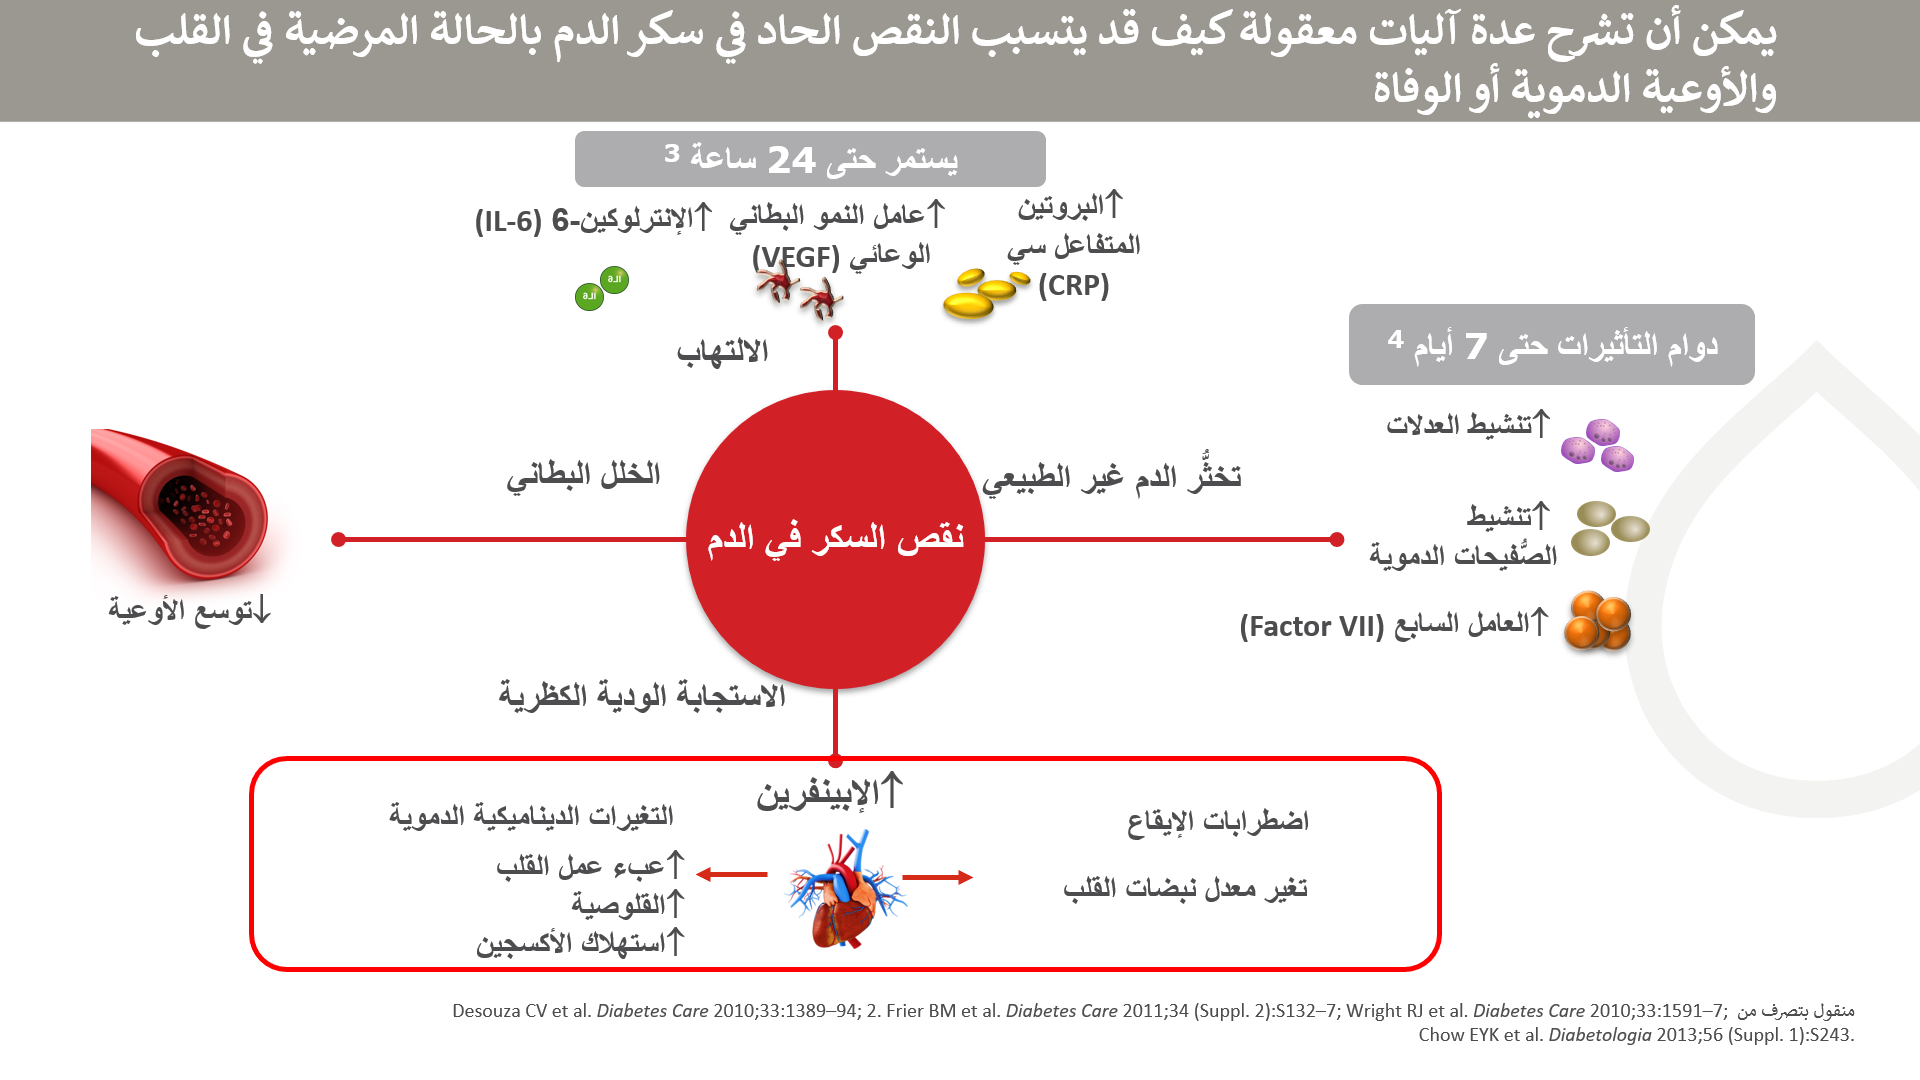 يمكن أن تشرح عدة آليات معقولة كيف قد يتسبب النقص الحاد في سكر الدم بالحالة المرضية في القلب
والأوعية الدموية أو الوفاة
يستمر حتى 24 ساعة 3
↑البروتين
المتفاعل سي
(CRP)
↑عامل النمو البطاني
الوعائي (VEGF)
↑الإنترلوكين-6 (IL-6)
IL6
IL6
الالتهاب
دوام التأثيرات حتى 7 أيام 4
↑تنشيط العدلات
↑تنشيط
الصُّفيحات الدموية
↑العامل السابع (Factor VII)
تخثُّر الدم غير الطبيعي
نقص السكر في الدم
الخلل البطاني
↓توسع الأوعية
الاستجابة الودية الكظرية
↑الإبينفرين
اضطرابات الإيقاع
تغير معدل نبضات القلب
التغيرات الديناميكية الدموية
↑عبء عمل القلب
↑القلوصية
↑استهلاك الأكسجين
منقول بتصرف من Desouza CV et al. Diabetes Care 2010;33:1389–94; 2. Frier BM et al. Diabetes Care 2011;34 (Suppl. 2):S132–7; Wright RJ et al. Diabetes Care 2010;33:1591–7;
Chow EYK et al. Diabetologia 2013;56 (Suppl. 1):S243.